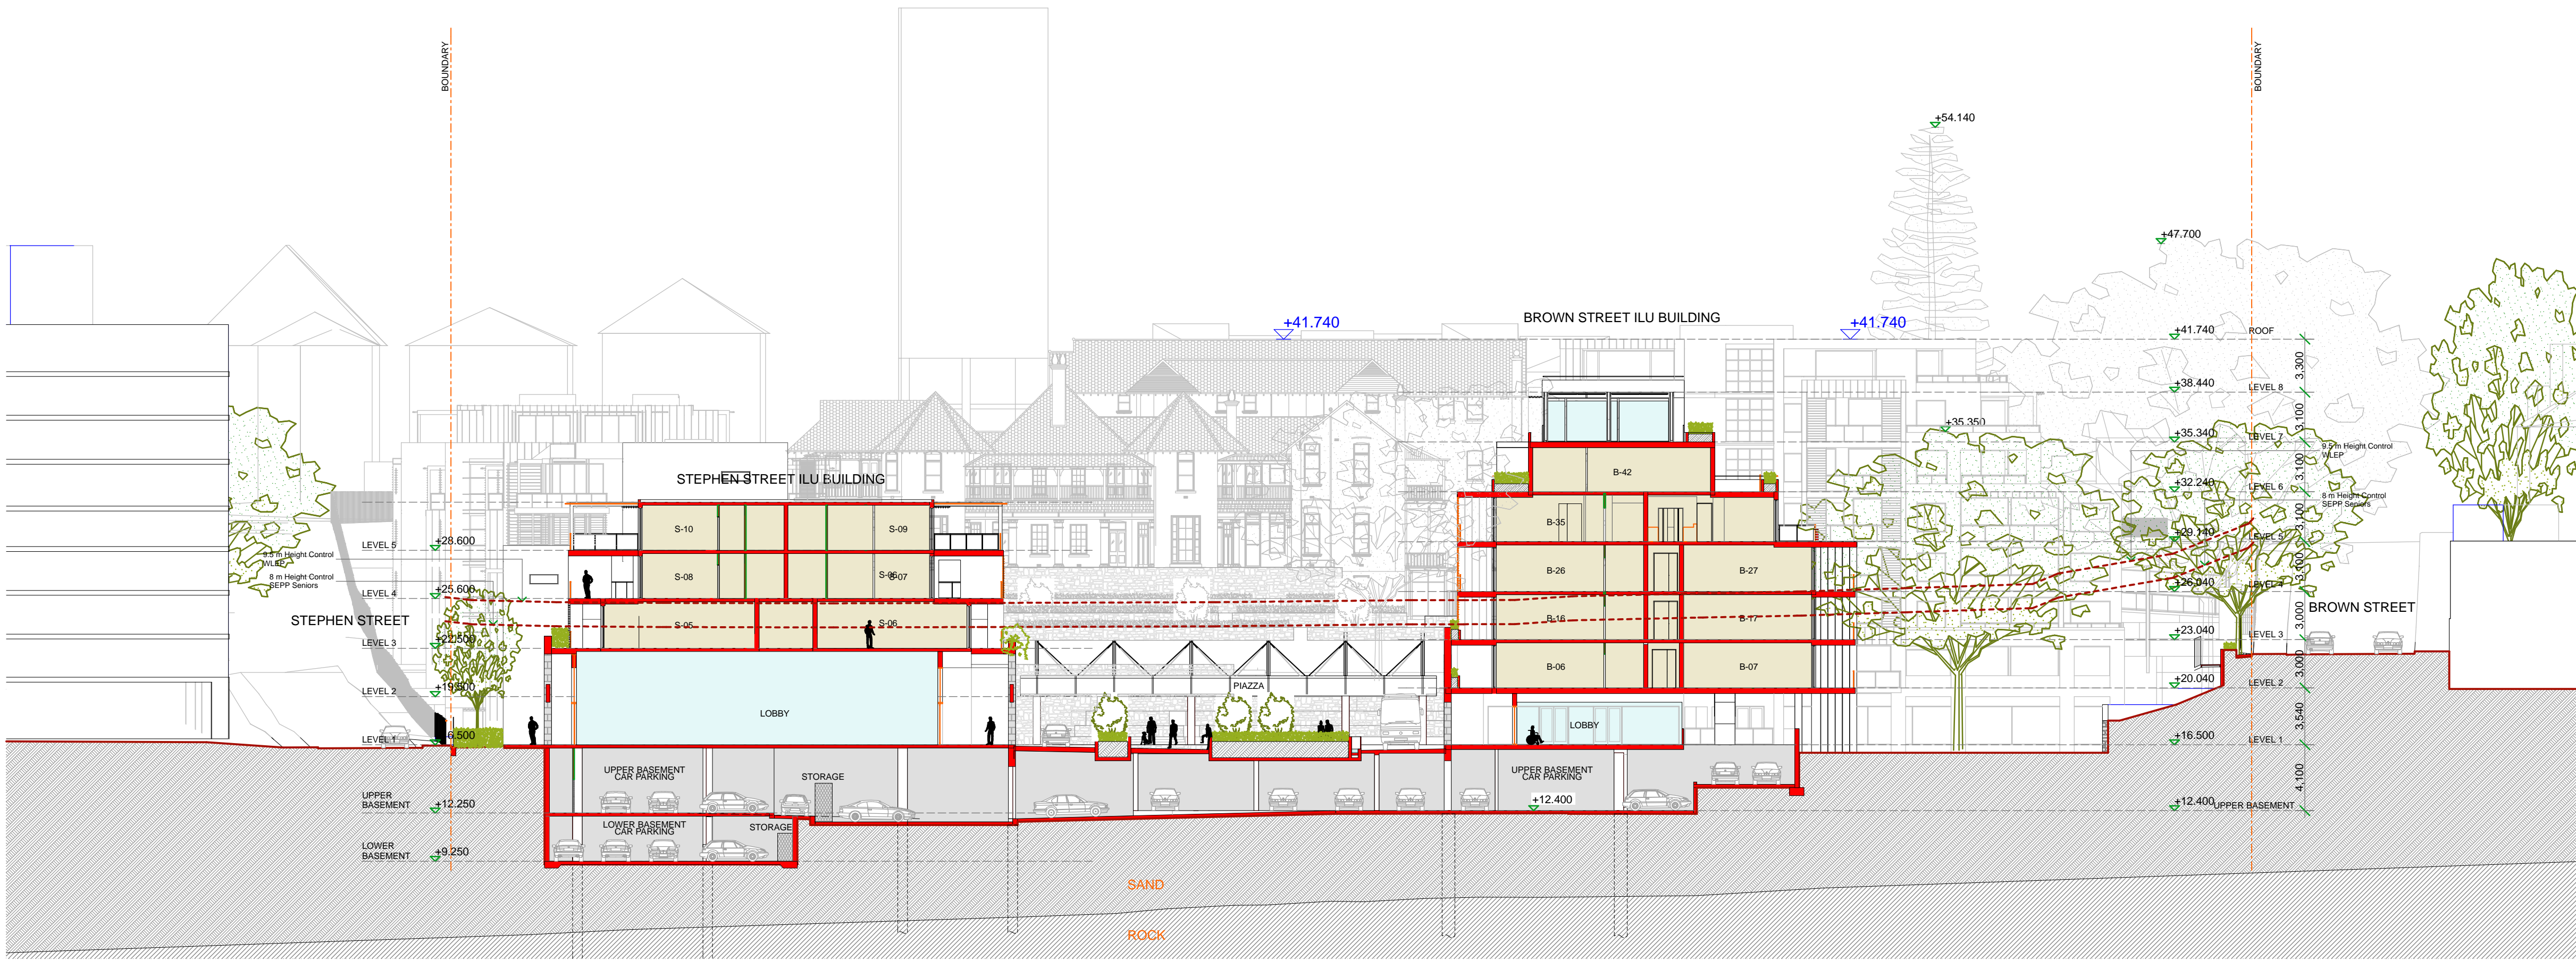 BOUNDARY
BOUNDARY
+54.140
+47.700
BROWN STREET ILU BUILDING
+41.740
+41.740
+41.740
ROOF
3,300
+38.440
LEVEL 8
3,100
+35.350
+35.340
LEVEL 7
9.5 m Height Control
WLEP
3,100
B-42
STEPHEN STREET ILU BUILDING
+32.240
LEVEL 6
8 m Height Control
SEPP Seniors
3,100
S-10
S-09
B-35
+29.140
LEVEL 5
LEVEL 5
+28.600
9.5 m Height Control
WLEP
3,100
8 m Height Control
SEPP Seniors
S-08
S-06
S-07
B-26
B-27
+26.040
LEVEL 4
LEVEL 4
+25.600
STEPHEN STREET
BROWN STREET
3,000
S-05
S-06
B-16
B-17
+23.040
LEVEL 3
LEVEL 3
+22.500
3,000
B-06
B-07
+20.040
LEVEL 2
LEVEL 2
+19.500
PIAZZA
3,540
LOBBY
LOBBY
+16.500
LEVEL 1
LEVEL 1
6.500
4,100
UPPER BASEMENT
CAR PARKING
STORAGE
UPPER BASEMENT
CAR PARKING
UPPER
BASEMENT
+12.250
+12.400
+12.400
UPPER BASEMENT
LOWER BASEMENT
CAR PARKING
STORAGE
LOWER
BASEMENT
+9.250
SAND
ROCK